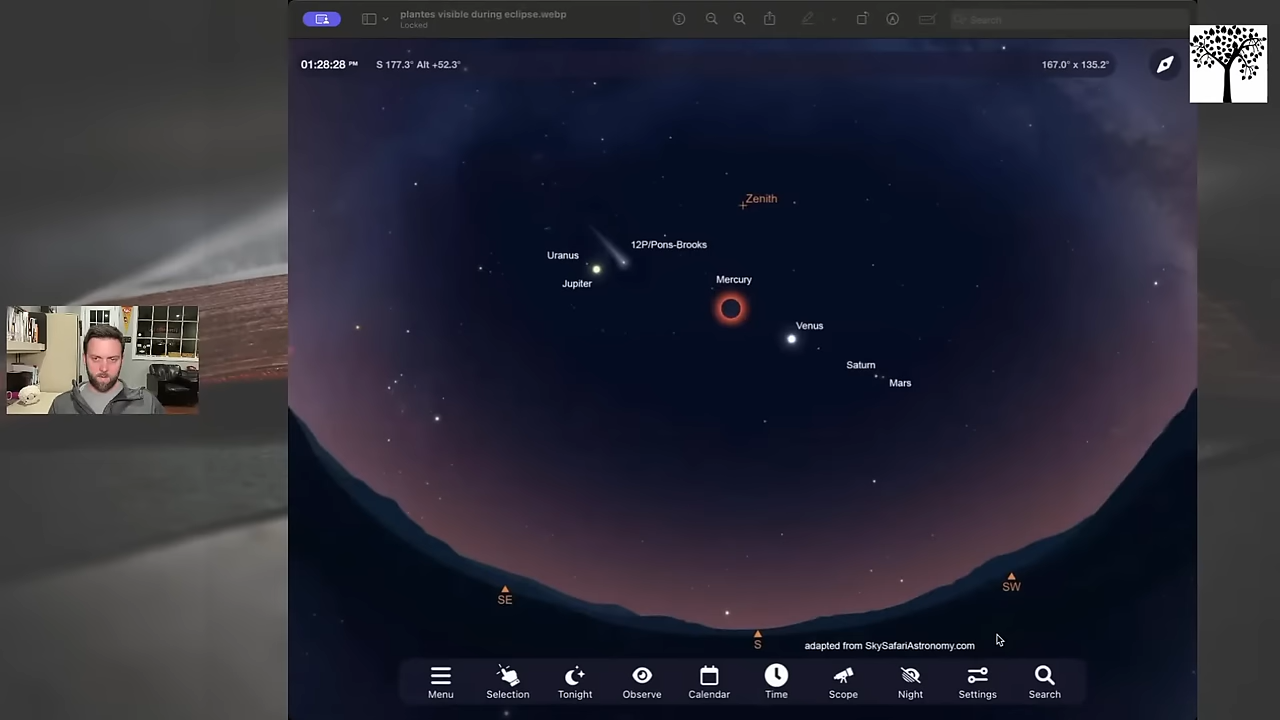 plantes visible during eclipse.webp
Locked
Search
01:28:28 PM
S 177.3° Alt +52.3°
167.0° x 135.2°
Zenith
12P/Pons-Brooks
Uranus
Jupiter
Mercury
Venus
Saturn
Mars
SE
SW
S
adapted from SkySafariAstronomy.com
Menu
Selection
Tonight
Observe
Calendar
Time
Scope
Night
Settings
Search